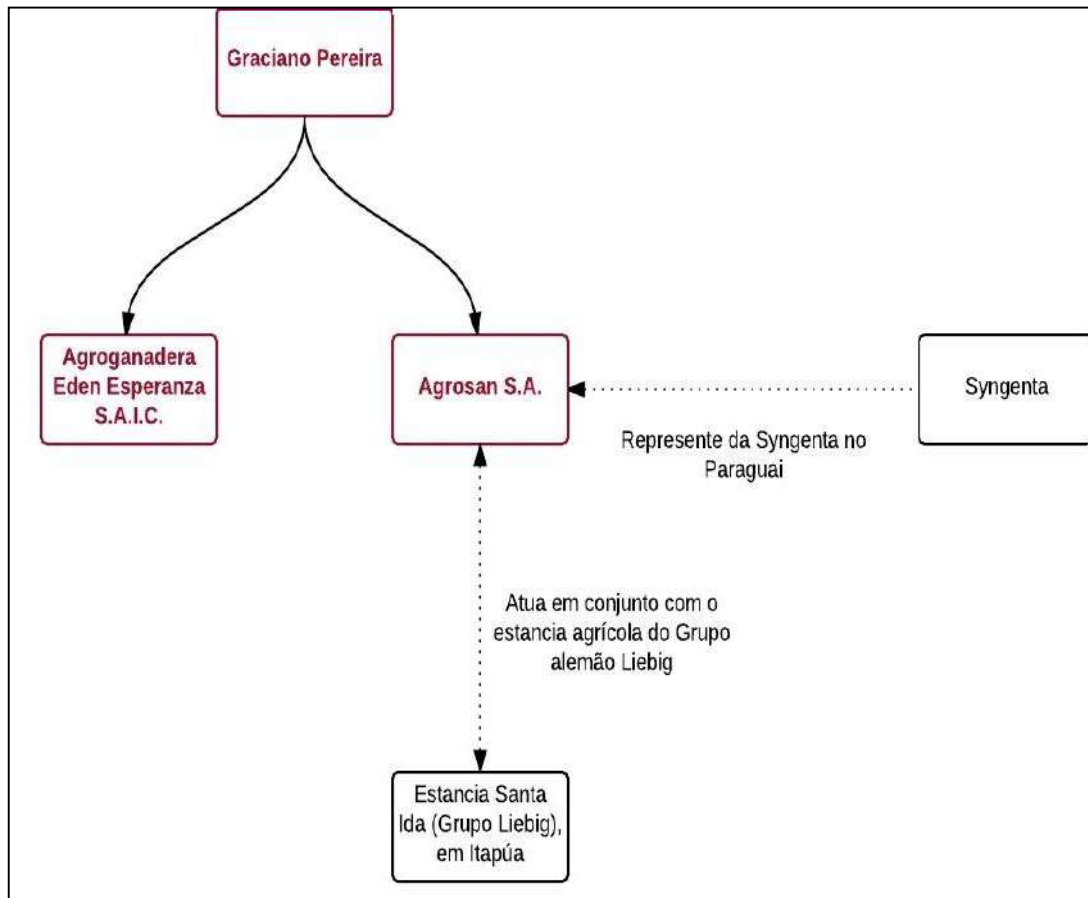 Graciano Pereira
Agroganadera
Eden Esperanza
S.A.I.C.
Agrosan S.A.
Syngenta
Represente da Syngenta no
Paraguai
Atua em conjunto com o
estancia agrícola do Grupo
alemão Liebig
Estancia Santa
Ida (Grupo Liebig),
em Itapúa